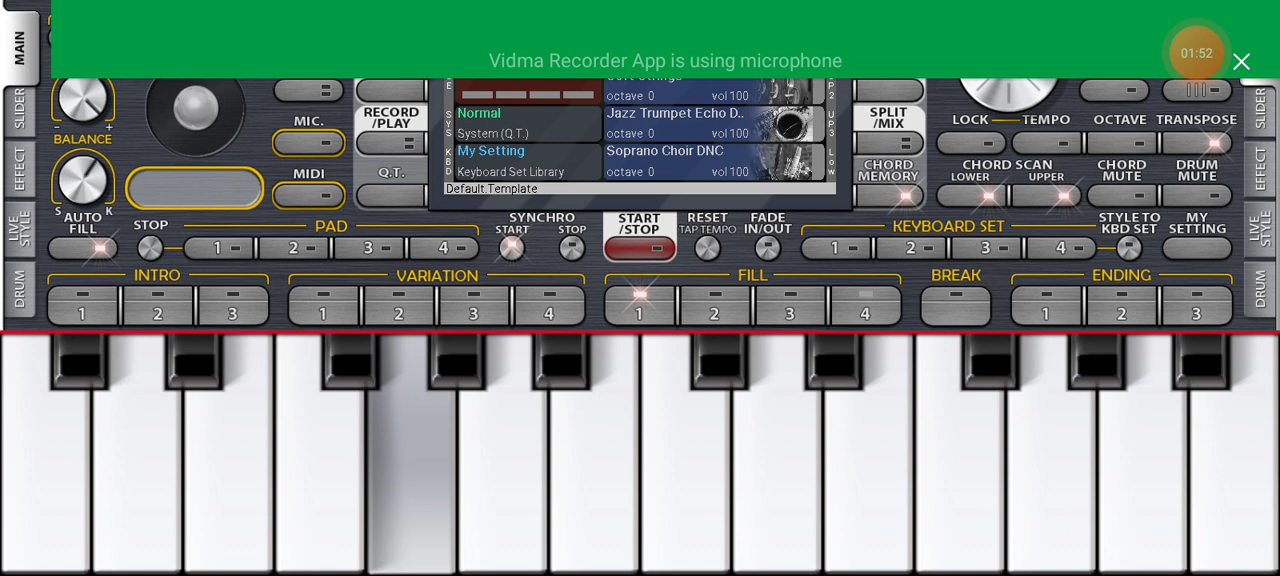 Vidma Recorder App is using microphone
01:52
MAIN
SLIDER
EFFECT
LIVE STYLE
DRUM
BALANCE
- +
S K
MIC.
MIDI
RECORD /PLAY
Q.T.
octave 0 vol 100
Normal
System (Q.T.)
Jazz Trumpet Echo D..
octave 0 vol 100
My Setting
Keyboard Set Library
Soprano Choir DNC
octave 0 vol 100
Default.Template
SYS
KBD
UP3
Low
SPLIT /MIX
CHORD MEMORY
LOCK TEMPO
OCTAVE TRANSPOSE
CHORD SCAN
LOWER UPPER
CHORD MUTE
DRUM MUTE
SLIDER
EFFECT
LIVE STYLE
DRUM
AUTO FILL
STOP
PAD
1 2 3 4
SYNCHRO
START STOP
START /STOP
RESET
TAP TEMPO
FADE IN/OUT
KEYBOARD SET
1 2 3 4
STYLE TO KBD SET
MY SETTING
INTRO
1 2 3
VARIATION
1 2 3 4
FILL
1 2 3 4
BREAK
ENDING
1 2 3